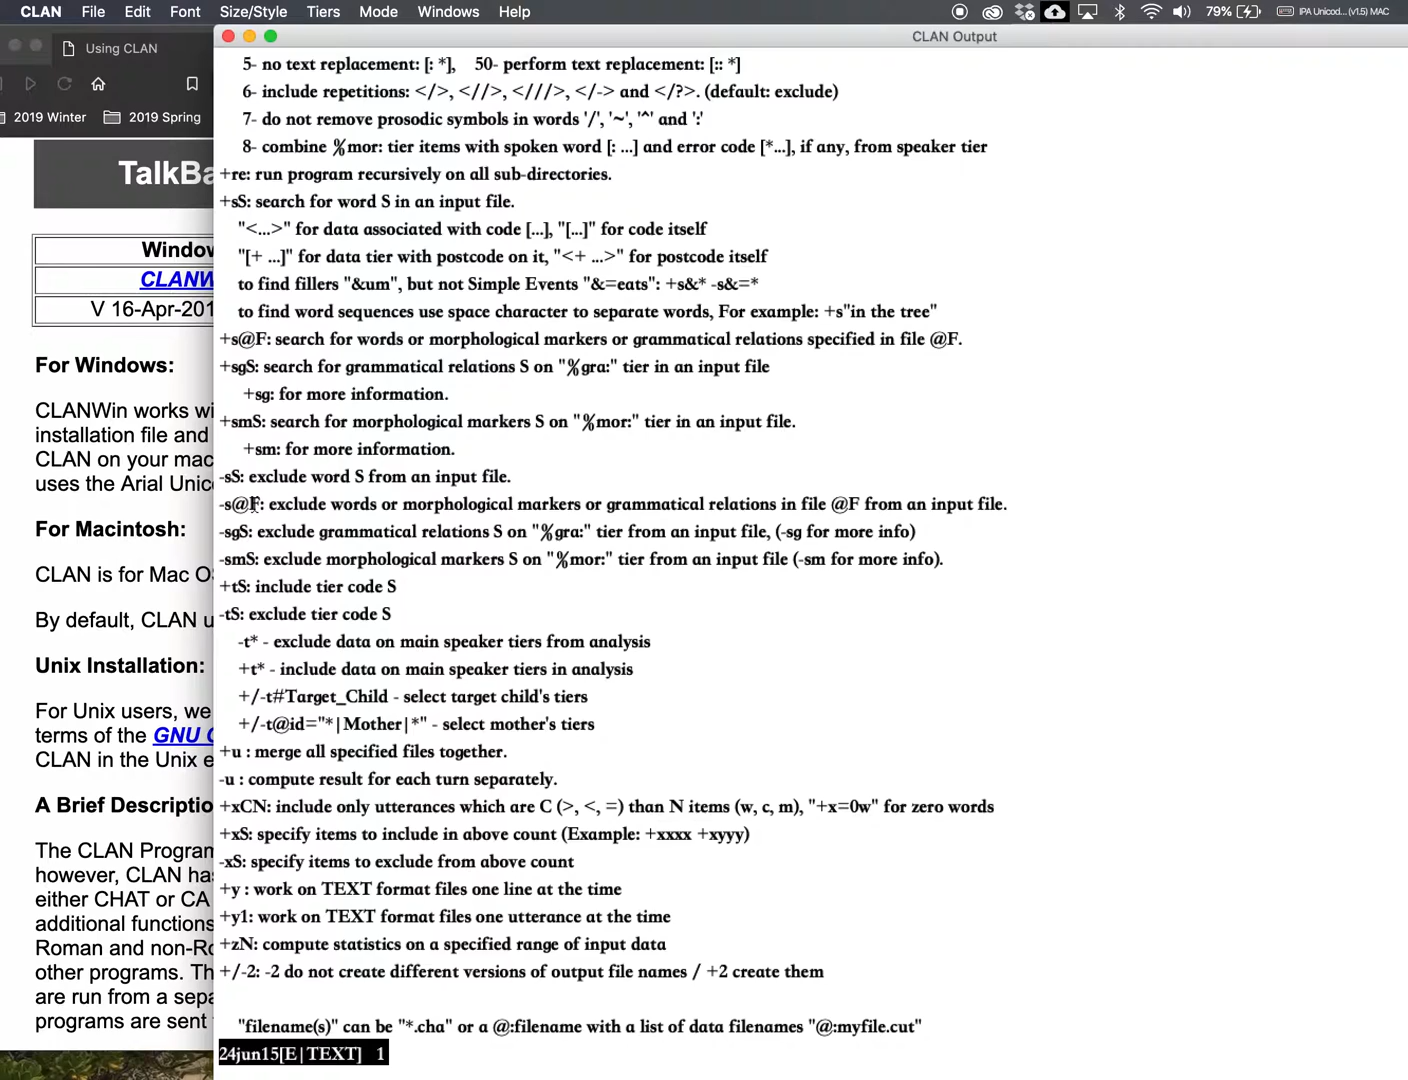 CLAN File Edit Font Size/Style Tiers Mode Windows Help 79% IPA Unicod... (v1.5) MAC
Using CLAN
CLAN Output
2019 Winter 2019 Spring
TalkBa
Window
CLANW
V 16-Apr-201
For Windows:
CLANWin works wi
installation file and
CLAN on your mac
uses the Arial Unic
For Macintosh:
CLAN is for Mac O
By default, CLAN u
Unix Installation:
For Unix users, we
terms of the GNU G
CLAN in the Unix e
A Brief Descriptio
The CLAN Program
however, CLAN has
either CHAT or CA
additional functions
Roman and non-Ro
other programs. Th
are run from a sepa
programs are sent
5- no text replacement: [: *], 50- perform text replacement: [:: *]
6- include repetitions: </>, <//>, <///>, </-> and </?>. (default: exclude)
7- do not remove prosodic symbols in words '/', '~', '^' and ':'
8- combine %mor: tier items with spoken word [: ...] and error code [*...], if any, from speaker tier
+re: run program recursively on all sub-directories.
+sS: search for word S in an input file.
"<...>" for data associated with code [...], "[...]" for code itself
"[+ ...]" for data tier with postcode on it, "<+ ...>" for postcode itself
to find fillers "&um", but not Simple Events "&=eats": +s&* -s&=*
to find word sequences use space character to separate words, For example: +s"in the tree"
+s@F: search for words or morphological markers or grammatical relations specified in file @F.
+sgS: search for grammatical relations S on "%gra:" tier in an input file
+sg: for more information.
+smS: search for morphological markers S on "%mor:" tier in an input file.
+sm: for more information.
-sS: exclude word S from an input file.
-s@F: exclude words or morphological markers or grammatical relations in file @F from an input file.
-sgS: exclude grammatical relations S on "%gra:" tier from an input file, (-sg for more info)
-smS: exclude morphological markers S on "%mor:" tier from an input file (-sm for more info).
+tS: include tier code S
-tS: exclude tier code S
-t* - exclude data on main speaker tiers from analysis
+t* - include data on main speaker tiers in analysis
+/-t#Target_Child - select target child's tiers
+/-t@id="*|Mother|*" - select mother's tiers
+u : merge all specified files together.
-u : compute result for each turn separately.
+xCN: include only utterances which are C (>, <, =) than N items (w, c, m), "+x=0w" for zero words
+xS: specify items to include in above count (Example: +xxxx +xyyy)
-xS: specify items to exclude from above count
+y : work on TEXT format files one line at the time
+y1: work on TEXT format files one utterance at the time
+zN: compute statistics on a specified range of input data
+/-2: -2 do not create different versions of output file names / +2 create them
"filename(s)" can be "*.cha" or a @:filename with a list of data filenames "@:myfile.cut"
24jun15[E|TEXT] 1